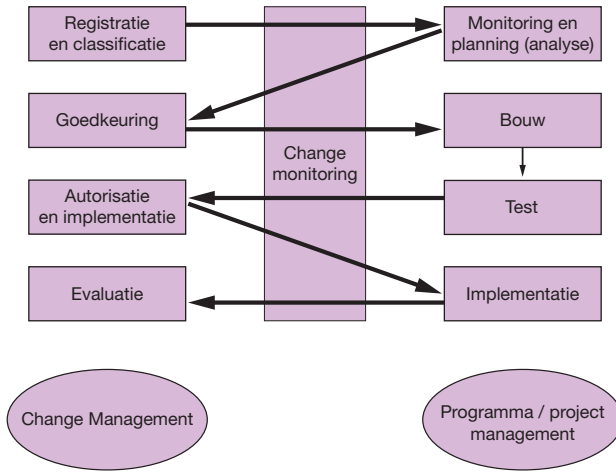 Registratie
en classificatie
Monitoring en
planning (analyse)
Goedkeuring
Bouw
Change
monitoring
Autorisatie
en implementatie
Test
Evaluatie
Implementatie
Change Management
Programma / project
management